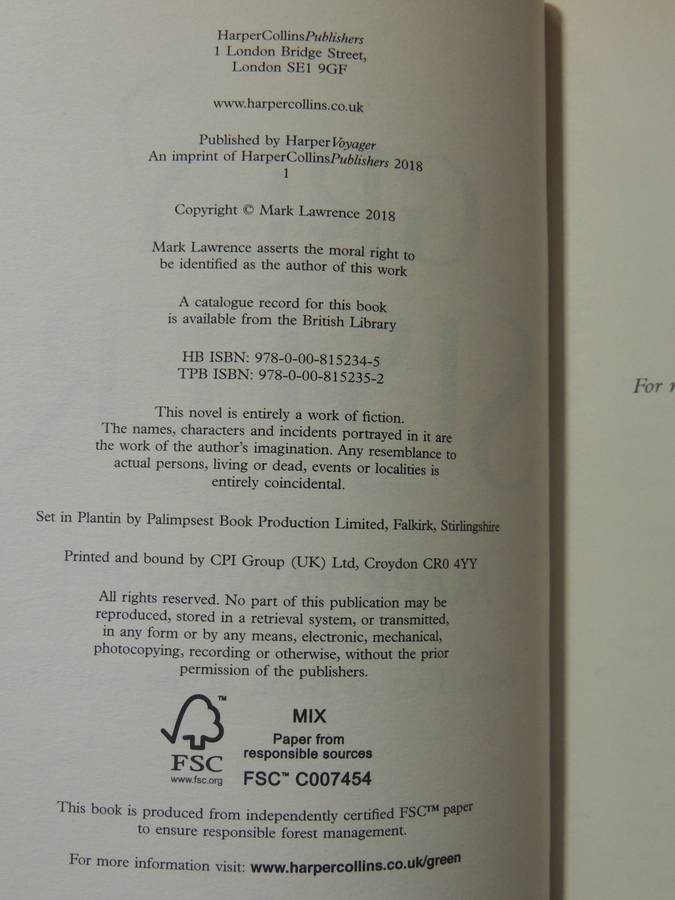 HarperCollinsPublishers
1 London Bridge Street,
London SE1 9GF
www.harpercollins.co.uk
Published by HarperVoyager
An imprint of HarperCollinsPublishers 2018
1
Copyright © Mark Lawrence 2018
Mark Lawrence asserts the moral right to
be identified as the author of this work
A catalogue record for this book
is available from the British Library
HB ISBN: 978-0-00-815234-5
TPB ISBN: 978-0-00-815235-2
This novel is entirely a work of fiction.
The names, characters and incidents portrayed in it are
the work of the author's imagination. Any resemblance to
actual persons, living or dead, events or localities is
entirely coincidental.
Set in Plantin by Palimpsest Book Production Limited, Falkirk, Stirlingshire
Printed and bound by CPI Group (UK) Ltd, Croydon CR0 4YY
All rights reserved. No part of this publication may be
reproduced, stored in a retrieval system, or transmitted,
in any form or by any means, electronic, mechanical,
photocopying, recording or otherwise, without the prior
permission of the publishers.
™
FSC
www.fsc.org
MIX
Paper from
responsible sources
FSC™ C007454
This book is produced from independently certified FSC™ paper
to ensure responsible forest management.
For more information visit: www.harpercollins.co.uk/green
For